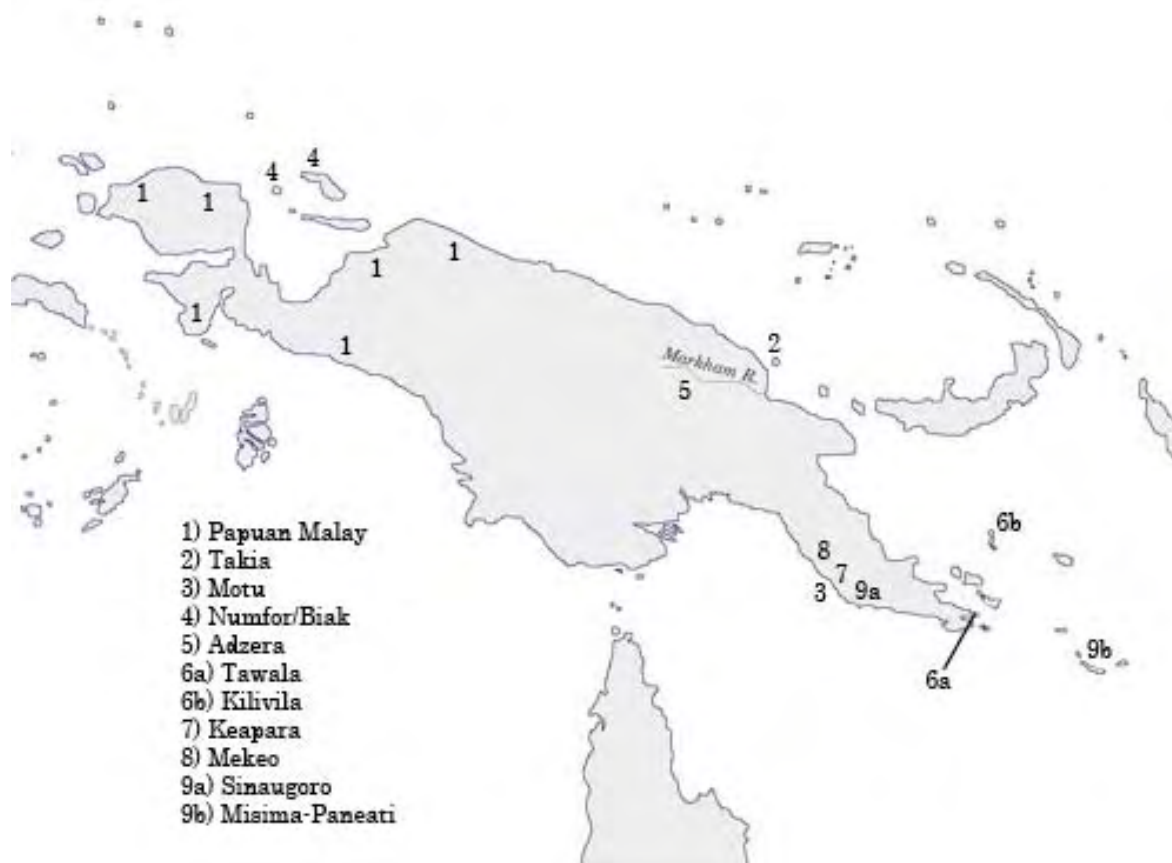 4
4
1
1
1
1
1
1
2
Markham R.
5
6b
8
7
9a
3
9b
6a
1) Papuan Malay
2) Takia
3) Motu
4) Numfor/Biak
5) Adzera
6a) Tawala
6b) Kilivila
7) Keapara
8) Mekeo
9a) Sinaugoro
9b) Misima-Paneati